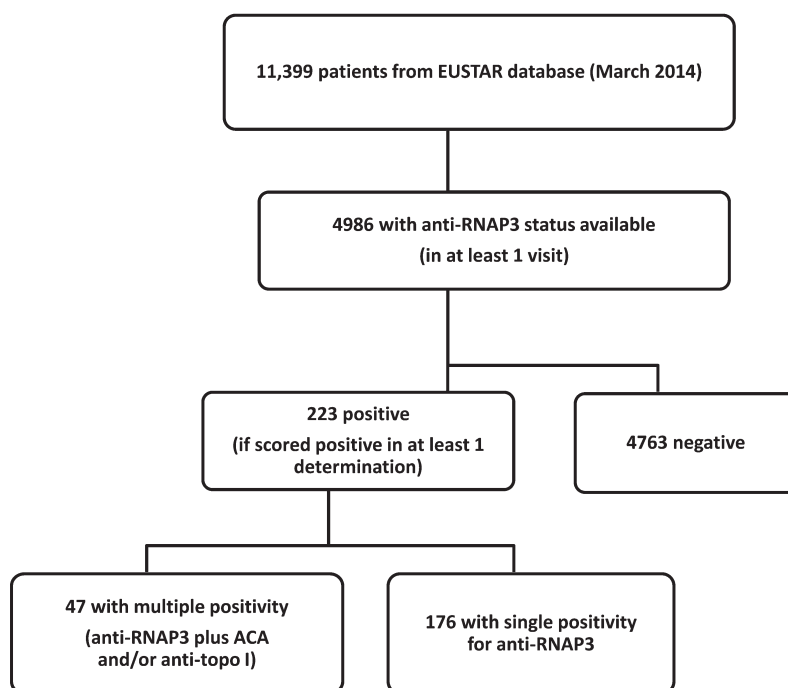 11,399 patients from EUSTAR database (March 2014)
4986 with anti-RNAP3 status available
(in at least 1 visit)
223 positive
(if scored positive in at least 1
determination)
4763 negative
47 with multiple positivity
(anti-RNAP3 plus ACA
and/or anti-topo I)
176 with single positivity
for anti-RNAP3